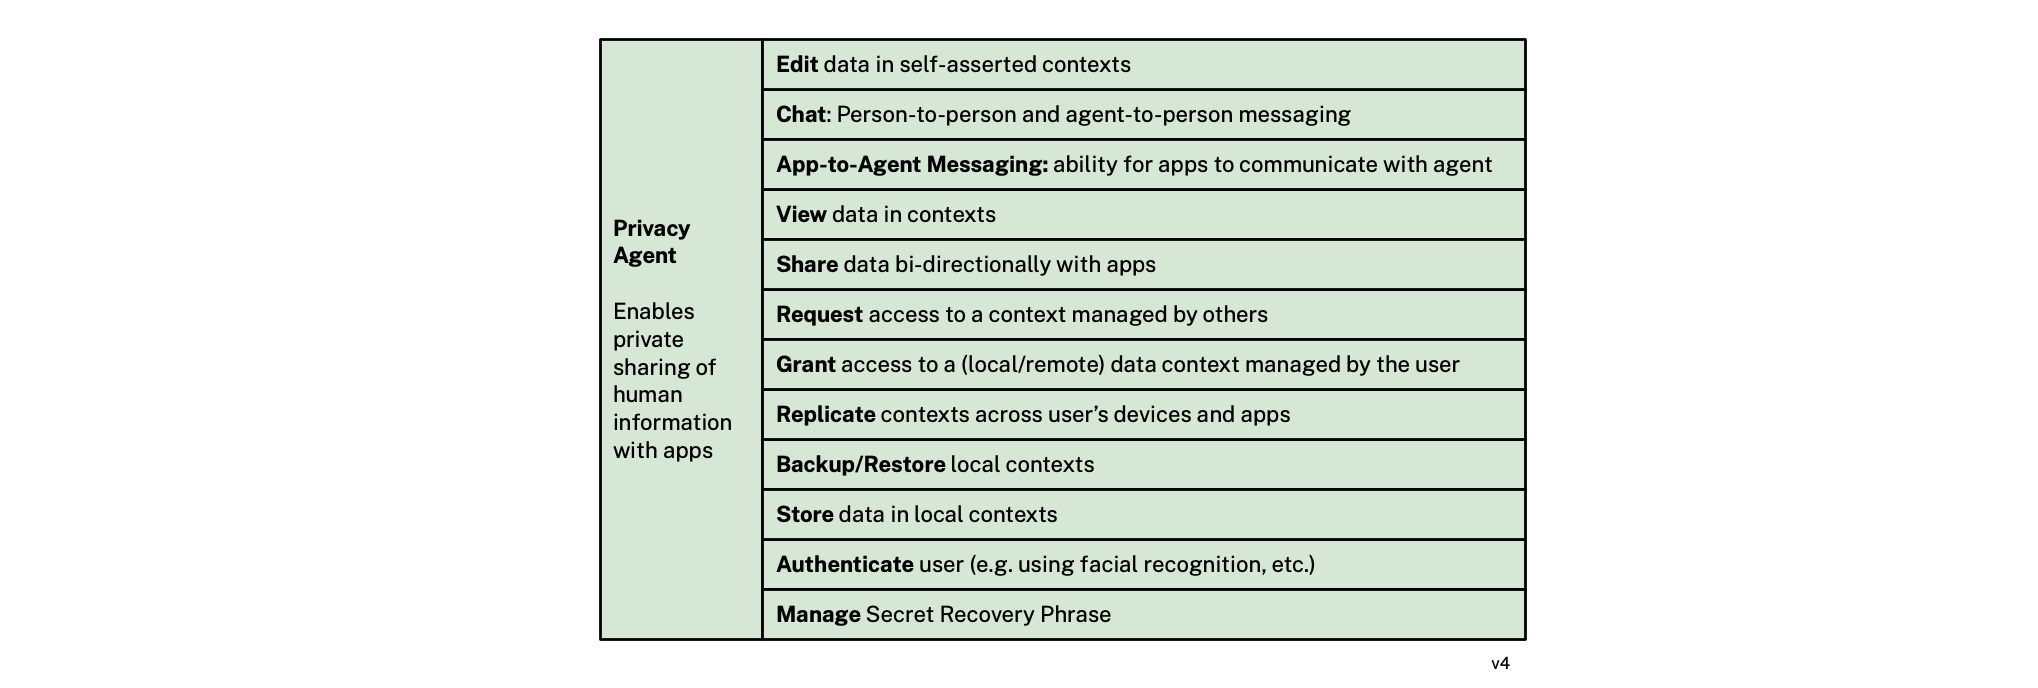 Privacy
Agent
Enables
private
sharing of
human
information
with apps
Edit data in self-asserted contexts
Chat: Person-to-person and agent-to-person messaging
App-to-Agent Messaging: ability for apps to communicate with agent
View data in contexts
Share data bi-directionally with apps
Request access to a context managed by others
Grant access to a (local/remote) data context managed by the user
Replicate contexts across user’s devices and apps
Backup/Restore local contexts
Store data in local contexts
Authenticate user (e.g. using facial recognition, etc.)
Manage Secret Recovery Phrase
v4